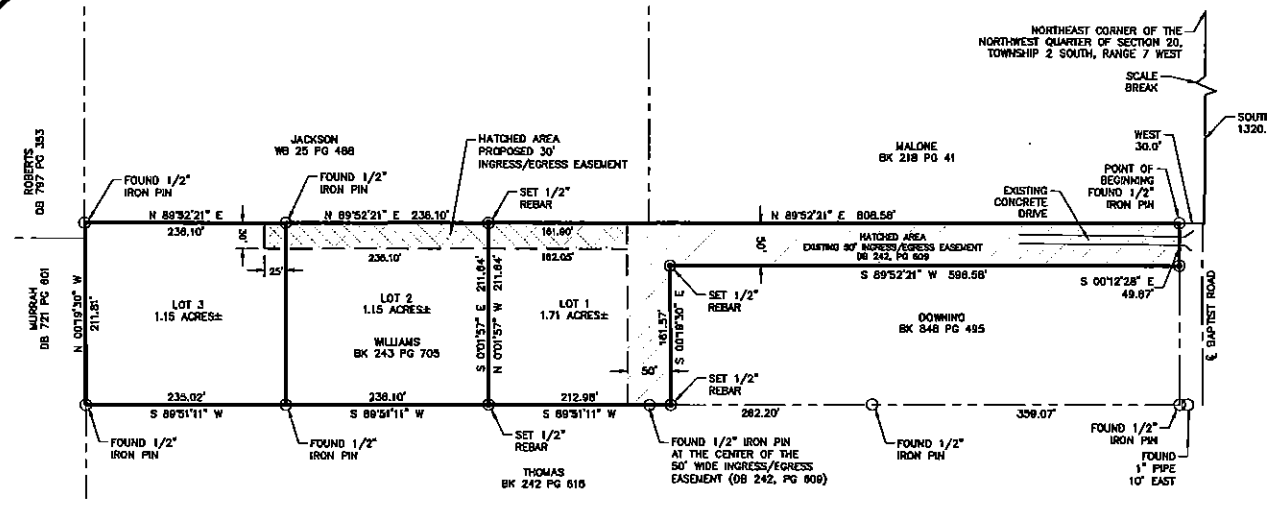 NORTHEAST CORNER OF THE
NORTHWEST QUARTER OF SECTION 20,
TOWNSHIP 2 SOUTH, RANGE 7 WEST
SCALE
BREAK
1320.
WEST
30.0'
POINT OF
BEGINNING
FOUND 1/2"
IRON PIN
MALONE
BK 218 PG 41
EXISTING
CONCRETE
DRIVE
ROBERTS
DB 797 PG 353
JACKSON
WB 25 PG 488
HATCHED AREA
PROPOSED 30'
INGRESS/EGRESS EASEMENT
FOUND 1/2"
IRON PIN
FOUND 1/2"
IRON PIN
SET 1/2"
REBAR
N 89°52'21" E
236.10'
N 89°52'21" E 236.10'
N 89°52'21" E 808.58'
161.90'
30'
236.10'
162.05'
25'
50'
HATCHED AREA
EXISTING 50' INGRESS/EGRESS EASEMENT
DB 242, PG 609
S 89°52'21" W 598.58'
S 00°12'28" E
49.87'
MURRAH
DB 721 PG 601
N 00°19'30" W
211.81'
LOT 3
1.15 ACRES±
LOT 2
1.15 ACRES±
WILLIAMS
BK 243 PG 705
S 0°01'57" E 211.84'
N 0°01'57" W 211.84'
LOT 1
1.71 ACRES±
SET 1/2"
REBAR
161.57'
S 00°19'30" E
DOWNING
BK 848 PG 495
℄ BAPTIST ROAD
50'
SET 1/2"
REBAR
235.02'
S 89°51'11" W
236.10'
S 89°51'11" W
212.98'
S 89°51'11" W
262.20'
359.07'
FOUND 1/2"
IRON PIN
FOUND 1/2"
IRON PIN
SET 1/2"
REBAR
FOUND 1/2" IRON PIN
AT THE CENTER OF THE
50' WIDE INGRESS/EGRESS
EASEMENT (DB 242, PG 609)
FOUND 1/2"
IRON PIN
FOUND 1/2"
IRON PIN
FOUND
1" PIPE
10" EAST
THOMAS
BK 242 PG 616